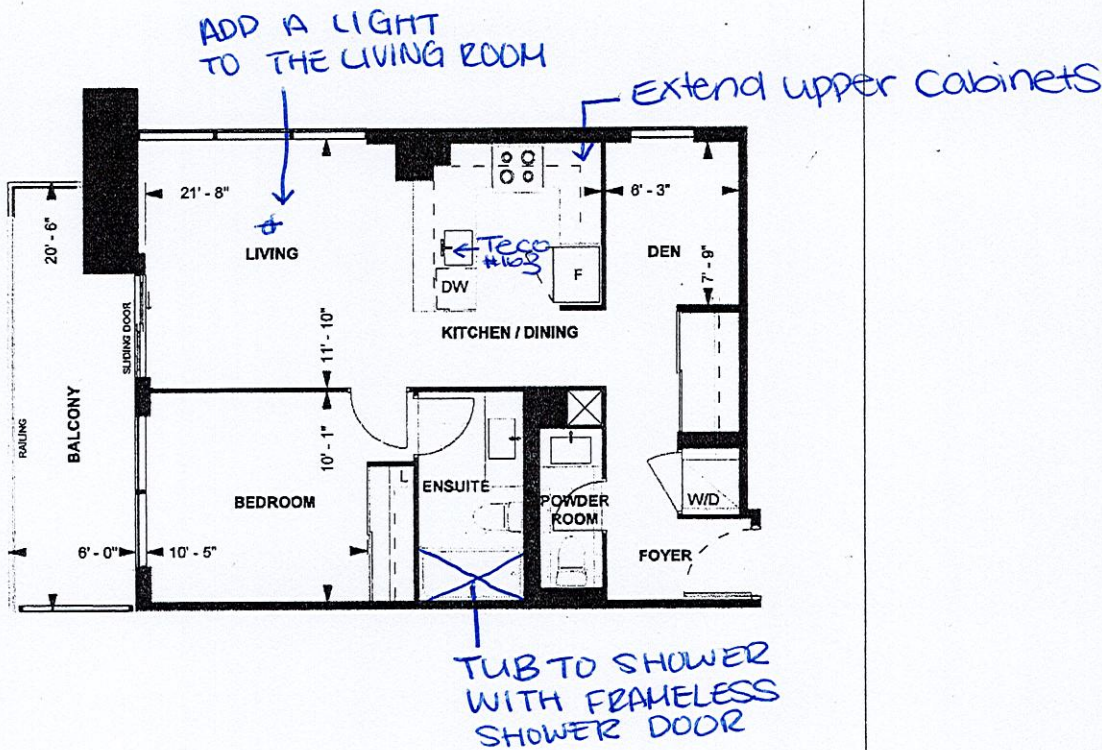 ADD A LIGHT
TO THE LIVING ROOM
Extend upper cabinets
21' - 8"
6' - 3"
20' - 6"
LIVING
Teco
DEN
7' - 9"
F
DW
KITCHEN / DINING
SLIDING DOOR
11' - 10"
BALCONY
RAILING
10' - 1"
L
ENSUITE
BEDROOM
POWDER
ROOM
W/D
6' - 0"
10' - 5"
FOYER
TUB TO SHOWER
WITH FRAMELESS
SHOWER DOOR